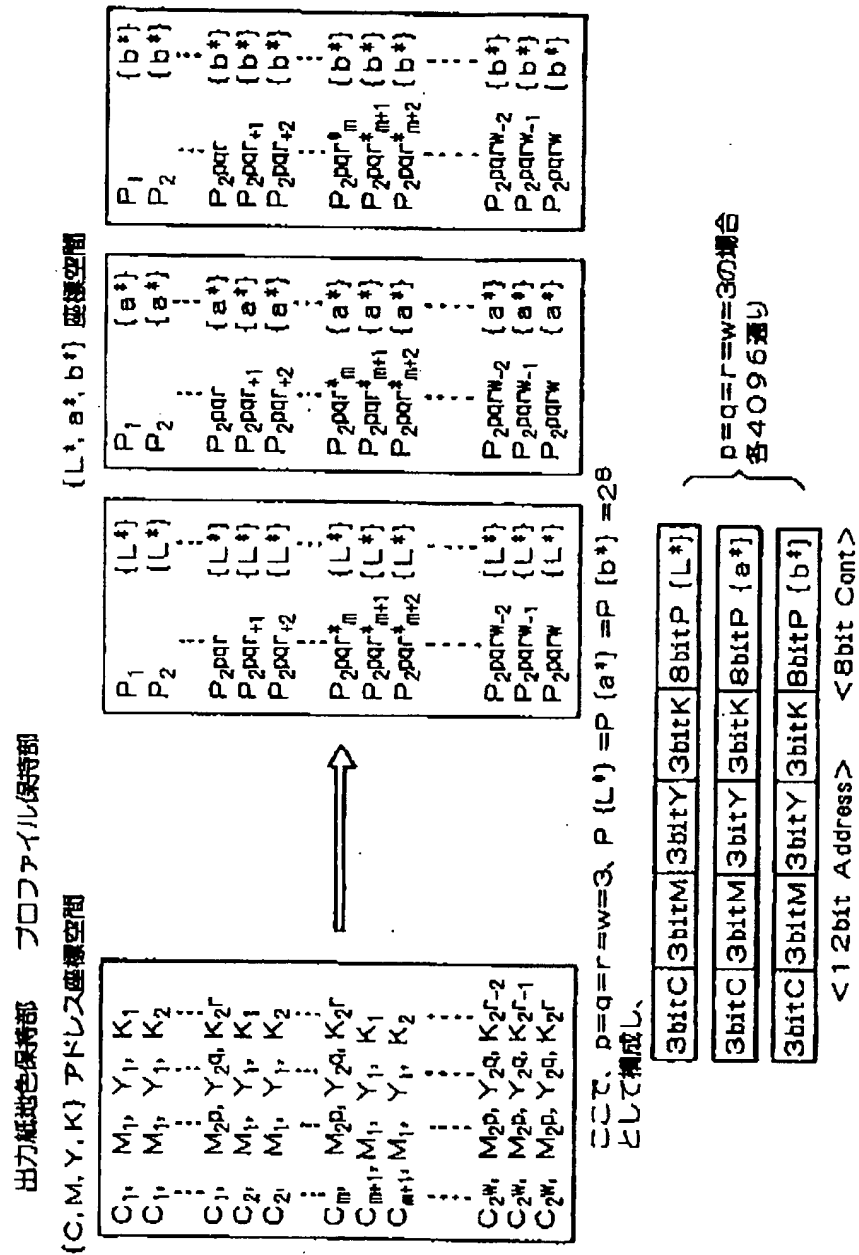 出力紙地色保持部　プロファイル保持部
{C, M, Y, K} アドレス座標空間
C1, M1, Y1, K1
C1, M1, Y1, K2
C1, M2p, Y2q, K2r
C2, M1, Y1, K1
C2, M1, Y1, K2
Cm, M2p, Y2q, K2r
Cm+1, M1, Y1, K1
Cm+1, M1, Y1, K2
C2w, M2p, Y2q, K2r-2
C2w, M2p, Y2q, K2r-1
C2w, M2p, Y2q, K2r
{L*, a*, b*} 座標空間
P1 {L*}
P2 {L*}
P2pqr {L*}
P2pqr+1 {L*}
P2pqr+2 {L*}
P2pqr*m {L*}
P2pqr*m+1 {L*}
P2pqr*m+2 {L*}
P2pqrw-2 {L*}
P2pqrw-1 {L*}
P2pqrw {L*}
P1 {a*}
P2 {a*}
P2pqr {a*}
P2pqr+1 {a*}
P2pqr+2 {a*}
P2pqr*m {a*}
P2pqr*m+1 {a*}
P2pqr*m+2 {a*}
P2pqrw-2 {a*}
P2pqrw-1 {a*}
P2pqrw {a*}
P1 {b*}
P2 {b*}
P2pqr {b*}
P2pqr+1 {b*}
P2pqr+2 {b*}
P2pqr*m {b*}
P2pqr*m+1 {b*}
P2pqr*m+2 {b*}
P2pqrw-2 {b*}
P2pqrw-1 {b*}
P2pqrw {b*}
ここで、p=q=r=w=3、P {L*} =P {a*} =P {b*} =2^8
として構成し、
3bitC 3bitM 3bitY 3bitK 8bitP {L*}
3bitC 3bitM 3bitY 3bitK 8bitP {a*}
3bitC 3bitM 3bitY 3bitK 8bitP {b*}
p=q=r=w=3の場合
各4096通り
<12bit Address> <8bit Cont>